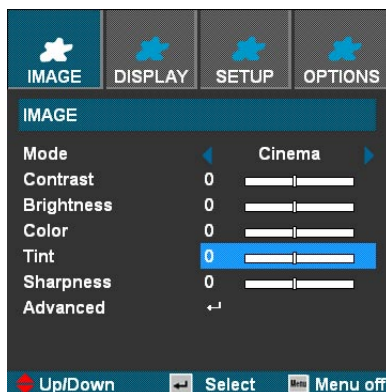 IMAGE DISPLAY SETUP OPTIONS
IMAGE
Mode Cinema
Contrast 0
Brightness 0
Color 0
Tint 0
Sharpness 0
Advanced
Up/Down Select Menu Menu off